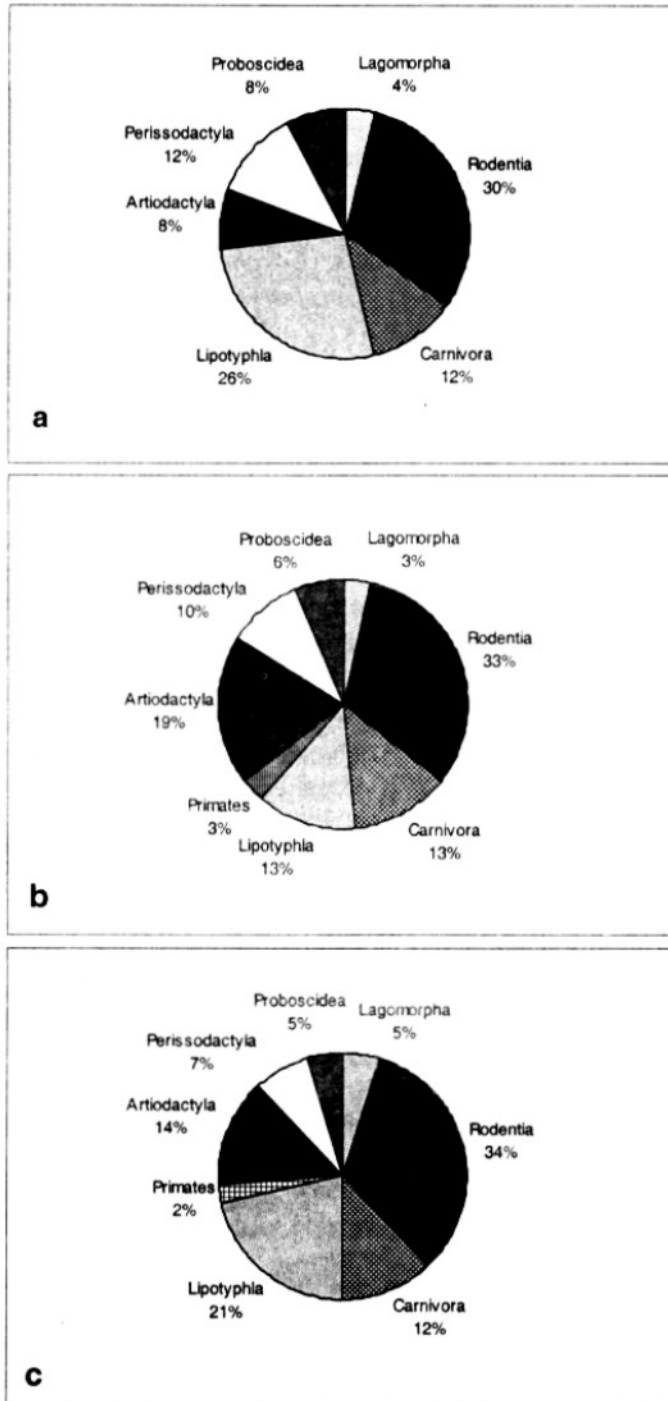 Proboscidea
8%
Lagomorpha
4%
Perissodactyla
12%
Rodentia
30%
Artiodactyla
8%
Lipotyphla
26%
Carnivora
12%
a
Proboscidea
6%
Lagomorpha
3%
Perissodactyla
10%
Rodentia
33%
Artiodactyla
19%
Primates
3%
Lipotyphla
13%
Carnivora
13%
b
Proboscidea
5%
Lagomorpha
5%
Perissodactyla
7%
Artiodactyla
14%
Rodentia
34%
Primates
2%
Lipotyphla
21%
Carnivora
12%
c